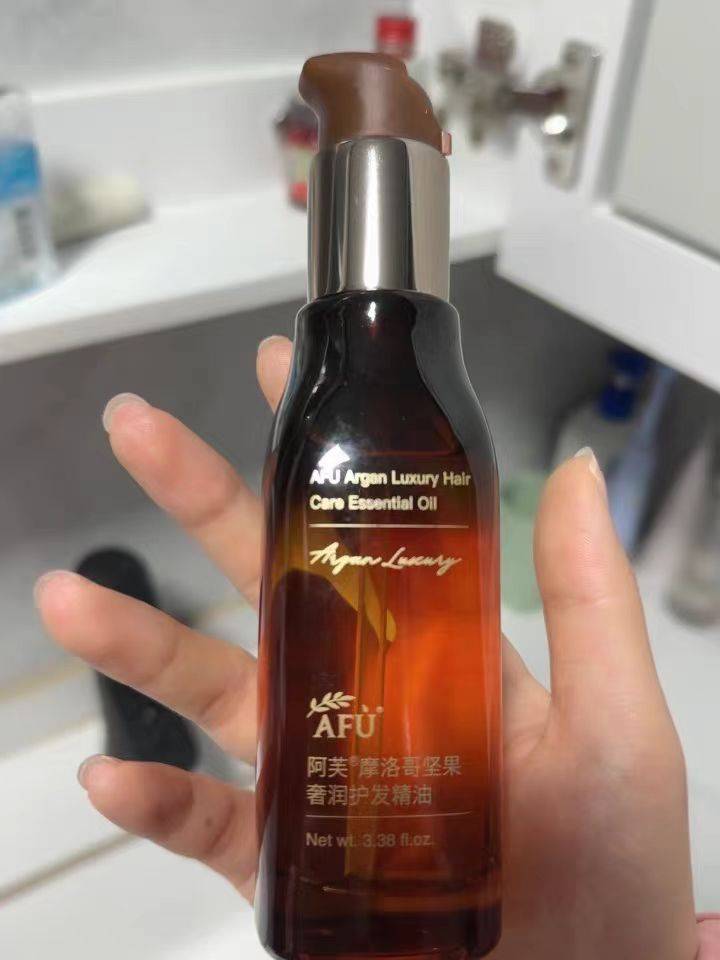 AFU Argan Luxury Hair
Care Essential Oil
Argan Luxury
AFÙ®
阿芙®摩洛哥坚果
奢润护发精油
Net wt. 3.38 fl.oz.